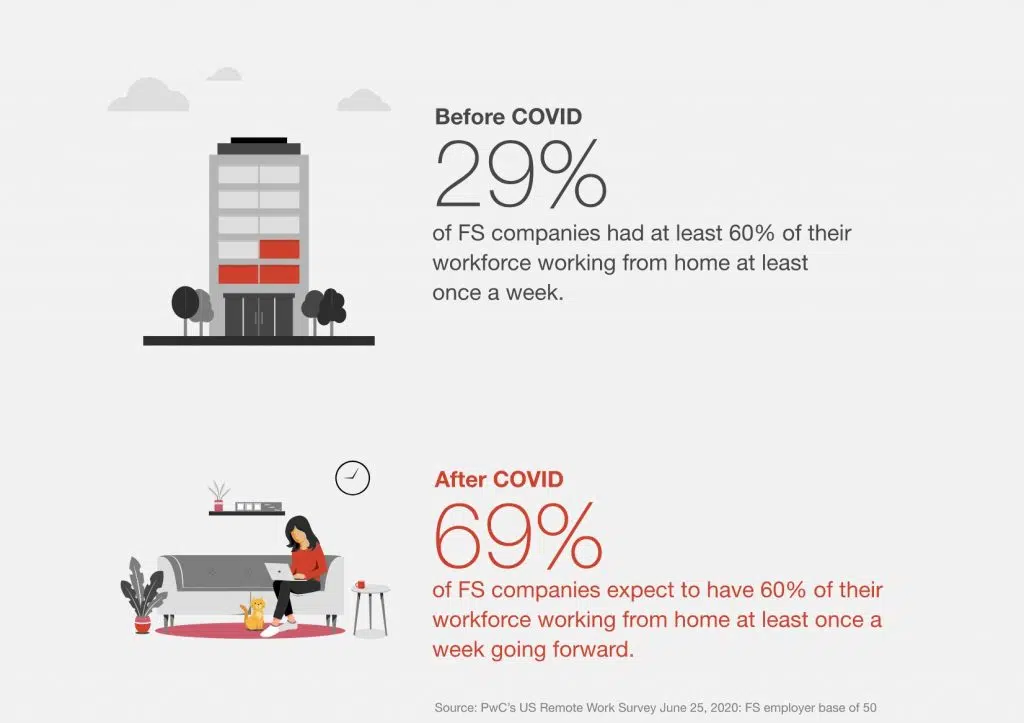 Before COVID
29%
of FS companies had at least 60% of their
workforce working from home at least
once a week.
After COVID
69%
of FS companies expect to have 60% of their
workforce working from home at least once a
week going forward.
Source: PwC's US Remote Work Survey June 25, 2020: FS employer base of 50